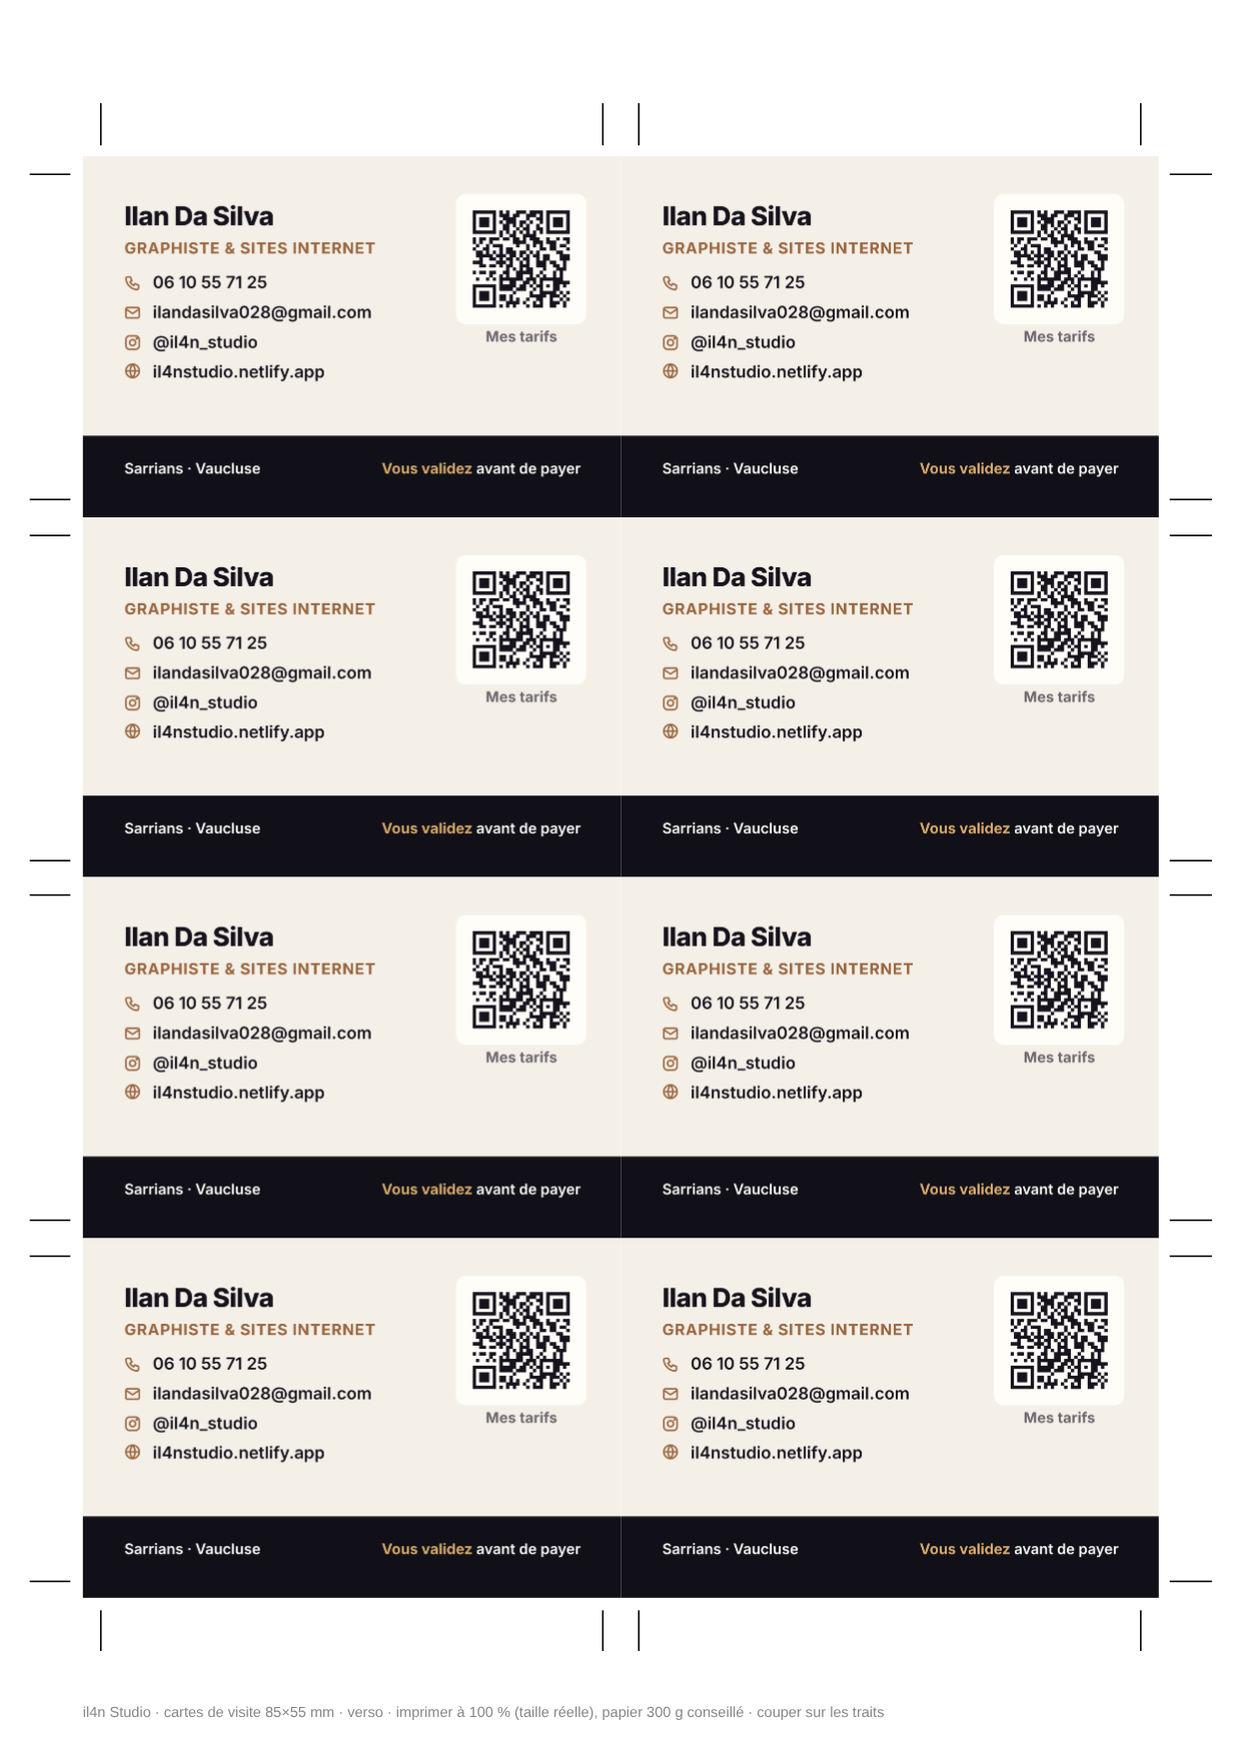 Ilan Da Silva
GRAPHISTE & SITES INTERNET
06 10 55 71 25
ilandasilva028@gmail.com
@il4n_studio
il4nstudio.netlify.app
Mes tarifs
Sarrians · Vaucluse
Vous validez avant de payer
Ilan Da Silva
GRAPHISTE & SITES INTERNET
06 10 55 71 25
ilandasilva028@gmail.com
@il4n_studio
il4nstudio.netlify.app
Mes tarifs
Sarrians · Vaucluse
Vous validez avant de payer
Ilan Da Silva
GRAPHISTE & SITES INTERNET
06 10 55 71 25
ilandasilva028@gmail.com
@il4n_studio
il4nstudio.netlify.app
Mes tarifs
Sarrians · Vaucluse
Vous validez avant de payer
Ilan Da Silva
GRAPHISTE & SITES INTERNET
06 10 55 71 25
ilandasilva028@gmail.com
@il4n_studio
il4nstudio.netlify.app
Mes tarifs
Sarrians · Vaucluse
Vous validez avant de payer
Ilan Da Silva
GRAPHISTE & SITES INTERNET
06 10 55 71 25
ilandasilva028@gmail.com
@il4n_studio
il4nstudio.netlify.app
Mes tarifs
Sarrians · Vaucluse
Vous validez avant de payer
Ilan Da Silva
GRAPHISTE & SITES INTERNET
06 10 55 71 25
ilandasilva028@gmail.com
@il4n_studio
il4nstudio.netlify.app
Mes tarifs
Sarrians · Vaucluse
Vous validez avant de payer
Ilan Da Silva
GRAPHISTE & SITES INTERNET
06 10 55 71 25
ilandasilva028@gmail.com
@il4n_studio
il4nstudio.netlify.app
Mes tarifs
Sarrians · Vaucluse
Vous validez avant de payer
Ilan Da Silva
GRAPHISTE & SITES INTERNET
06 10 55 71 25
ilandasilva028@gmail.com
@il4n_studio
il4nstudio.netlify.app
Mes tarifs
Sarrians · Vaucluse
Vous validez avant de payer
il4n Studio · cartes de visite 85×55 mm · verso · imprimer à 100 % (taille réelle), papier 300 g conseillé · couper sur les traits